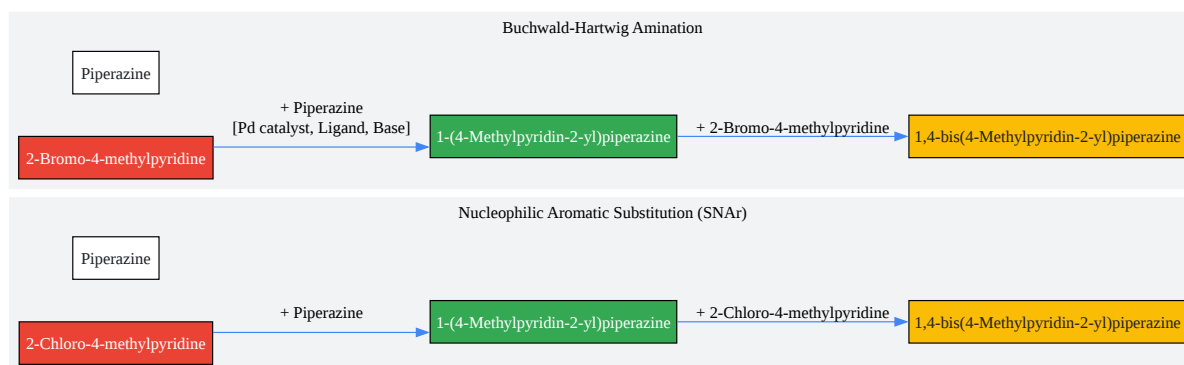 Buchwald-Hartwig Amination
Piperazine
+ Piperazine
[Pd catalyst, Ligand, Base]
2-Bromo-4-methylpyridine
1-(4-Methylpyridin-2-yl)piperazine
+ 2-Bromo-4-methylpyridine
1,4-bis(4-Methylpyridin-2-yl)piperazine
Nucleophilic Aromatic Substitution (SNAr)
Piperazine
+ Piperazine
2-Chloro-4-methylpyridine
1-(4-Methylpyridin-2-yl)piperazine
+ 2-Chloro-4-methylpyridine
1,4-bis(4-Methylpyridin-2-yl)piperazine